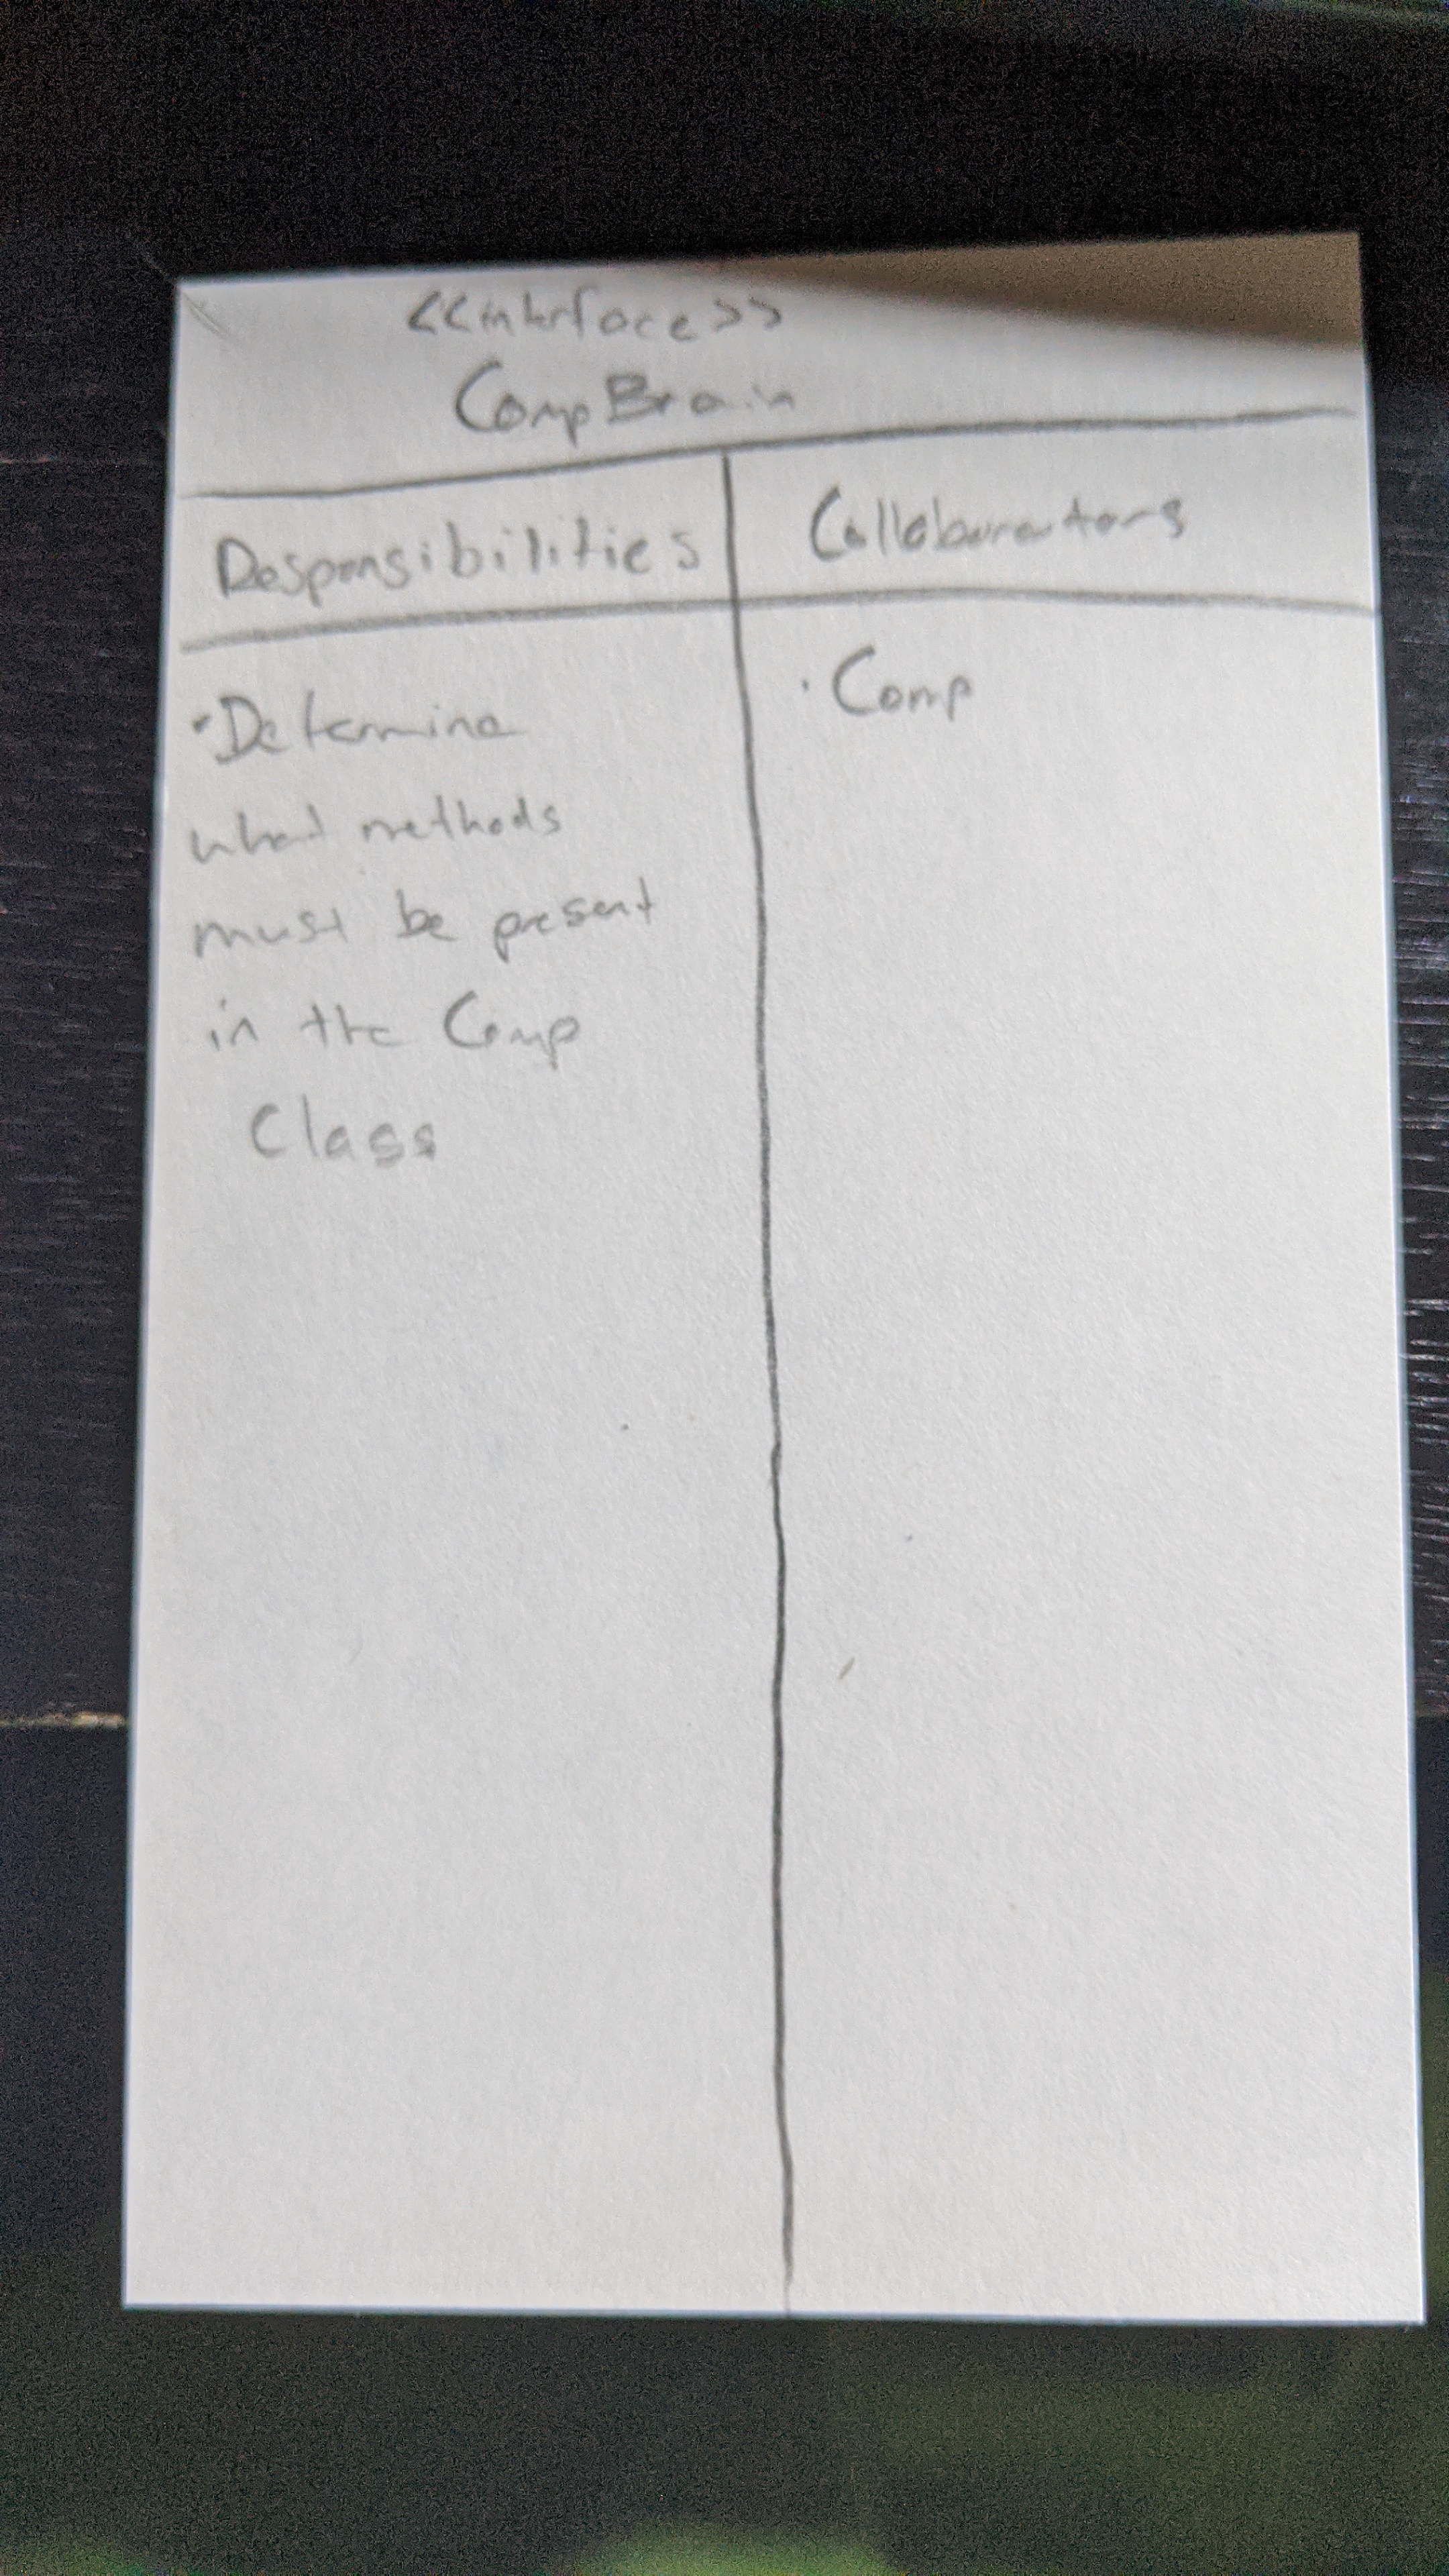 <<interface>>
CompBrain
Responsibilities
Collaborators
• Determine
what methods
must be present
in the Comp
Class
• Comp